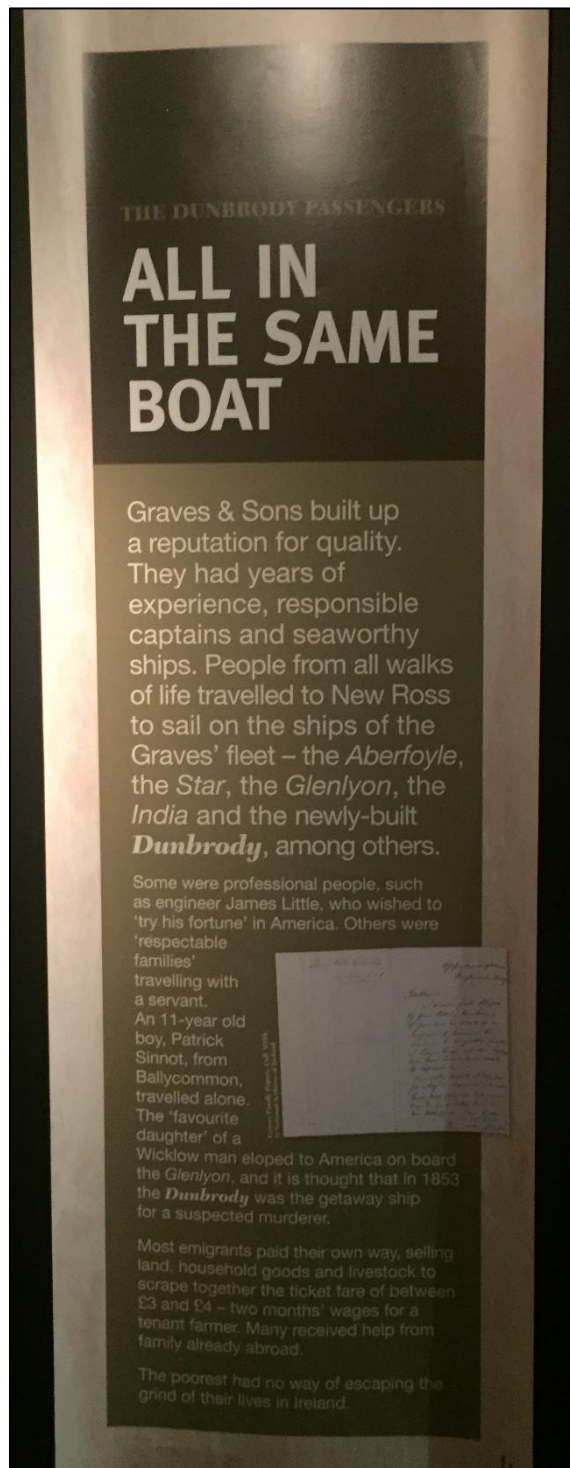 THE DUNBRODY PASSENGERS
ALL IN
THE SAME
BOAT
Graves & Sons built up
a reputation for quality.
They had years of
experience, responsible
captains and seaworthy
ships. People from all walks
of life travelled to New Ross
to sail on the ships of the
Graves' fleet – the Aberfoyle,
the Star, the Glenlyon, the
India and the newly-built
Dunbrody, among others.
Some were professional people, such
as engineer James Little, who wished to
'try his fortune' in America. Others were
'respectable
families'
travelling with
a servant.
An 11-year old
boy, Patrick
Sinnot, from
Ballycommon,
travelled alone.
The 'favourite
daughter' of a
Wicklow man eloped to America on board
the Glenlyon, and it is thought that in 1853
the Dunbrody was the getaway ship
for a suspected murderer.
Most emigrants paid their own way, selling
land, household goods and livestock to
scrape together the ticket fare of between
£3 and £4 – two months' wages for a
tenant farmer. Many received help from
family already abroad.
The poorest had no way of escaping the
grind of their lives in Ireland.